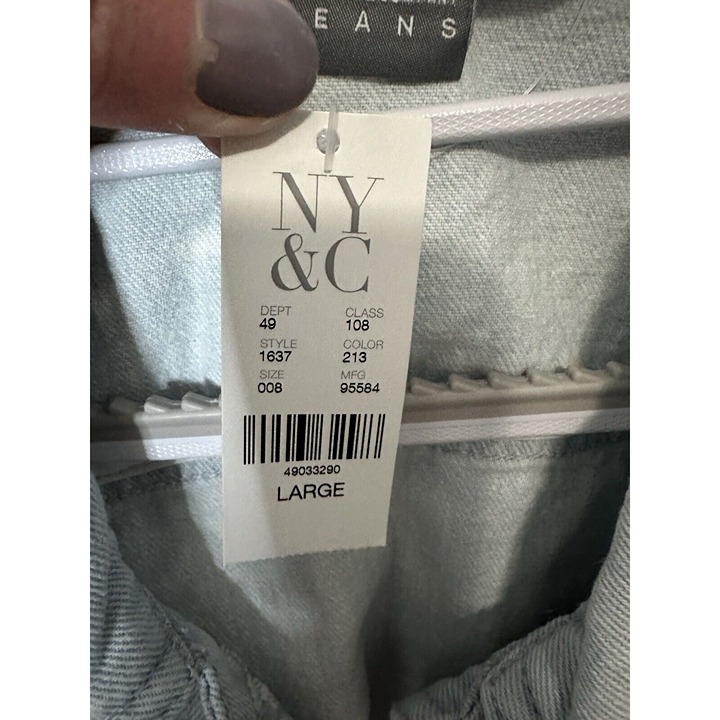 EANS
NY
&C
DEPT CLASS
49 108
STYLE COLOR
1637 213
SIZE MFG
008 95584
49033290
LARGE